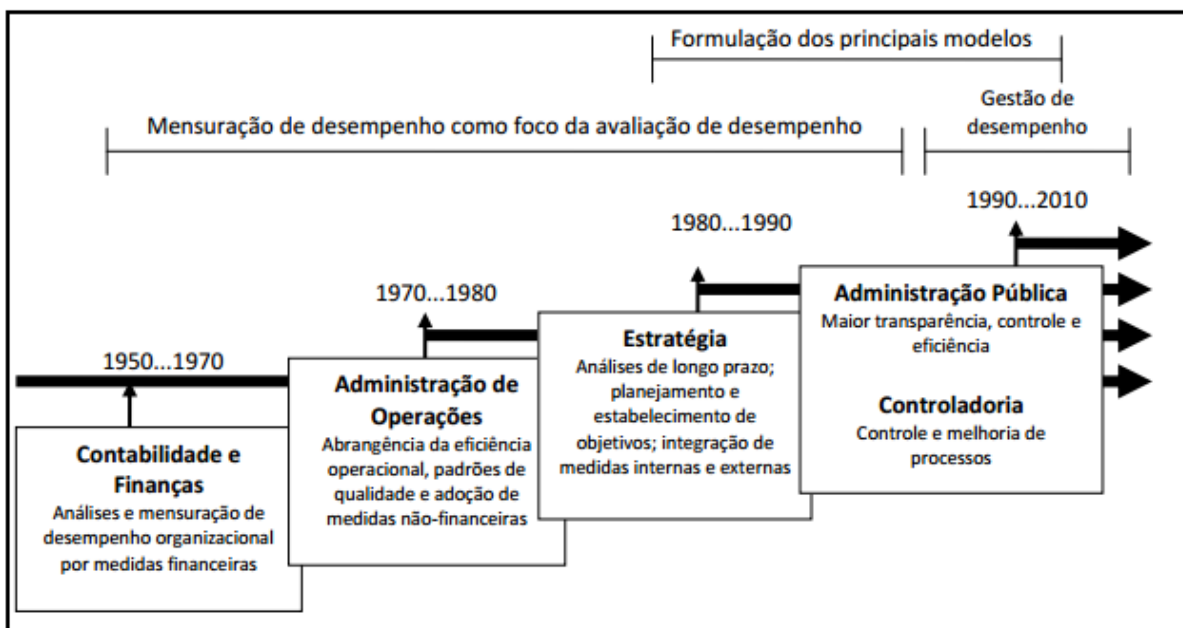 Formulação dos principais modelos
Gestão de
desempenho
Mensuração de desempenho como foco da avaliação de desempenho
1990...2010
1980...1990
1970...1980
1950...1970
Contabilidade e
Finanças
Análises e mensuração de
desempenho organizacional
por medidas financeiras
Administração de
Operações
Abrangência da eficiência
operacional, padrões de
qualidade e adoção de
medidas não-financeiras
Estratégia
Análises de longo prazo;
planejamento e
estabelecimento de
objetivos; integração de
medidas internas e externas
Administração Pública
Maior transparência, controle e
eficiência
Controladoria
Controle e melhoria de
processos